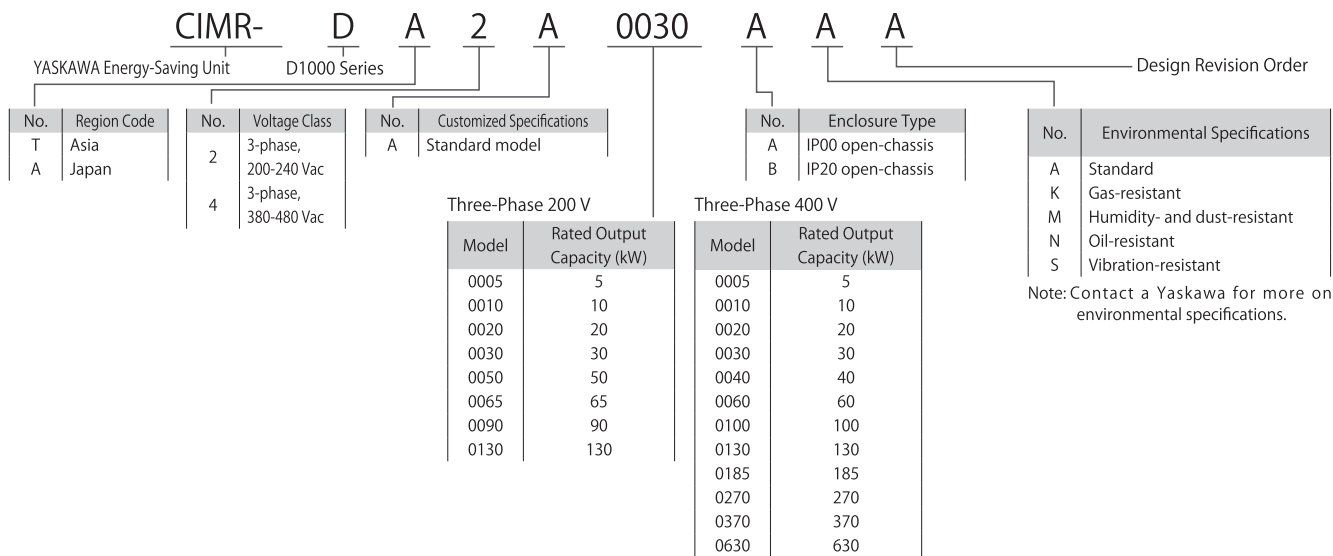 CIMR- D A 2 A 0030 A A A
YASKAWA Energy-Saving Unit
D1000 Series
Design Revision Order
No. Region Code
T Asia
A Japan
No. Voltage Class
2 3-phase,
200-240 Vac
4 3-phase,
380-480 Vac
No. Customized Specifications
A Standard model
No. Enclosure Type
A IP00 open-chassis
B IP20 open-chassis
No. Environmental Specifications
A Standard
K Gas-resistant
M Humidity- and dust-resistant
N Oil-resistant
S Vibration-resistant
Note: Contact a Yaskawa for more on
environmental specifications.
Three-Phase 200 V
Model Rated Output
Capacity (kW)
0005 5
0010 10
0020 20
0030 30
0050 50
0065 65
0090 90
0130 130
Three-Phase 400 V
Model Rated Output
Capacity (kW)
0005 5
0010 10
0020 20
0030 30
0040 40
0060 60
0100 100
0130 130
0185 185
0270 270
0370 370
0630 630